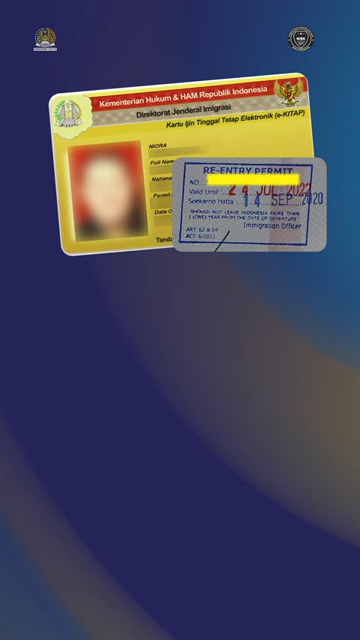 Kementerian Hukum & HAM Republik Indonesia
Direktorat Jenderal Imigrasi
Kartu Ijin Tinggal Tetap Elektronik (e-KITAP)
NIORA
Full Nam
Nationa
Permit
Date O
Tanda
RE-ENTRY PERMIT
NO
Valid Until : 24 JUL 2022
Soekarno Hatta : 14 SEP 2020
"SHOULD NOT LEAVE INDONESIA MORE THAN
1 (ONE) YEAR FROM THE DATE OF DEPARTURE"
Immigration Officer
ART 62 & 64
ACT 6/2011